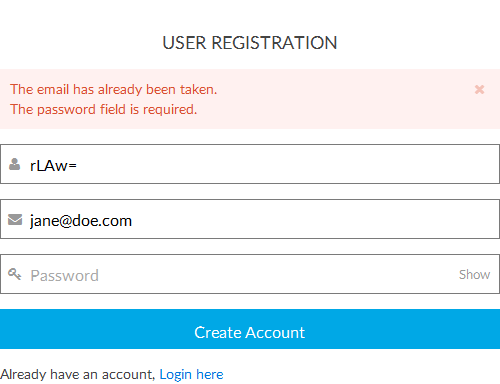 USER REGISTRATION
The email has already been taken.
The password field is required.
rLAw=
jane@doe.com
Password Show
Create Account
Already have an account, Login here